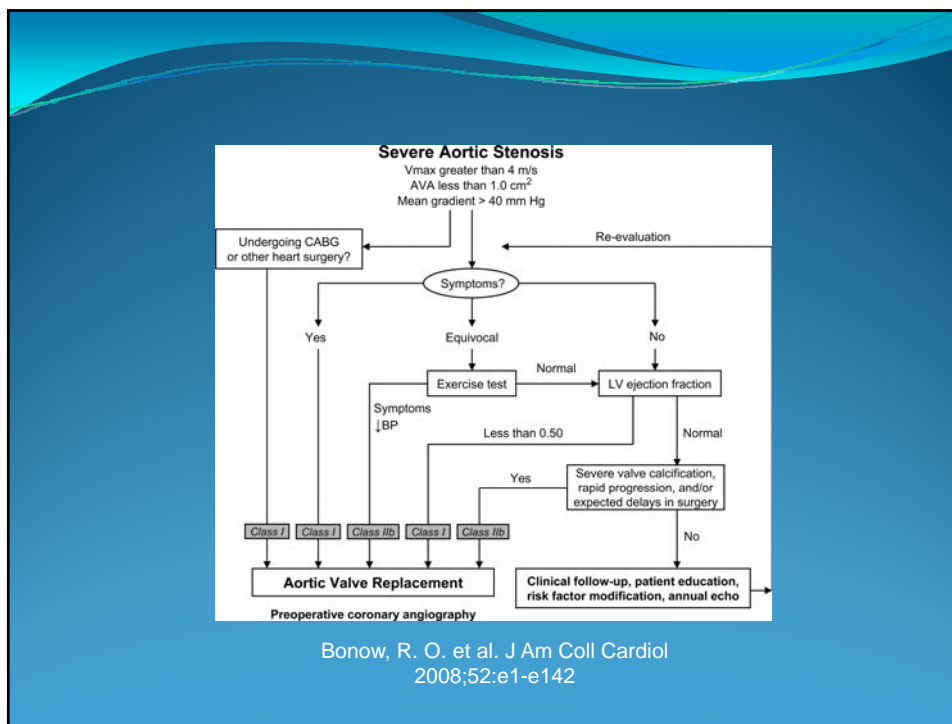 Severe Aortic Stenosis
Vmax greater than 4 m/s
AVA less than 1.0 cm²
Mean gradient > 40 mm Hg
Undergoing CABG
or other heart surgery?
Re-evaluation
Symptoms?
Yes
Equivocal
No
Exercise test
Normal
LV ejection fraction
Symptoms
↓BP
Less than 0.50
Normal
Severe valve calcification,
rapid progression, and/or
expected delays in surgery
Yes
No
Class I
Class I
Class IIb
Class I
Class IIb
Aortic Valve Replacement
Preoperative coronary angiography
Clinical follow-up, patient education,
risk factor modification, annual echo
Bonow, R. O. et al. J Am Coll Cardiol
2008;52:e1-e142